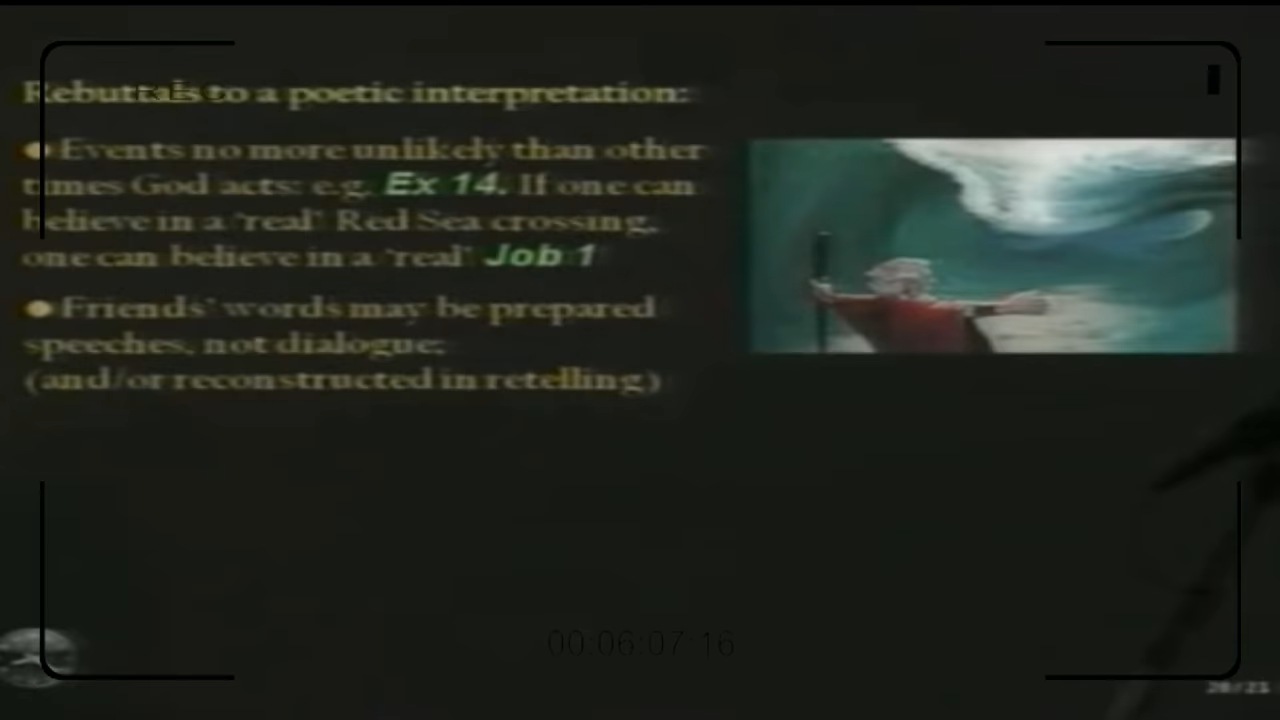 Rebuttals to a poetic interpretation:
Events no more unlikely than other
times God acts: e.g. Ex 14. If one can
believe in a 'real' Red Sea crossing,
one can believe in a 'real' Job 1
Friends' words may be prepared
speeches, not dialogue;
(and/or reconstructed in retelling)
00:06:07:16